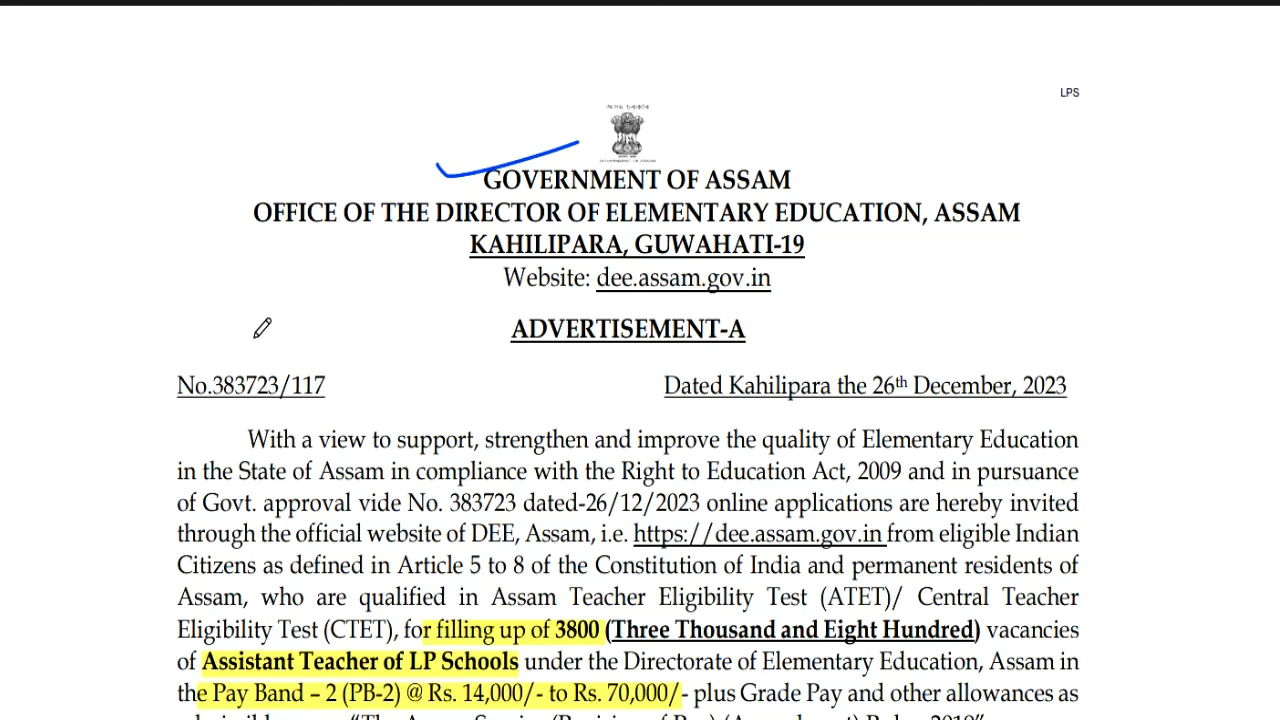 LPS
GOVERNMENT OF ASSAM
OFFICE OF THE DIRECTOR OF ELEMENTARY EDUCATION, ASSAM
KAHILIPARA, GUWAHATI-19
Website: dee.assam.gov.in
ADVERTISEMENT-A
No.383723/117 Dated Kahilipara the 26th December, 2023
With a view to support, strengthen and improve the quality of Elementary Education
in the State of Assam in compliance with the Right to Education Act, 2009 and in pursuance
of Govt. approval vide No. 383723 dated-26/12/2023 online applications are hereby invited
through the official website of DEE, Assam, i.e. https://dee.assam.gov.in from eligible Indian
Citizens as defined in Article 5 to 8 of the Constitution of India and permanent residents of
Assam, who are qualified in Assam Teacher Eligibility Test (ATET)/ Central Teacher
Eligibility Test (CTET), for filling up of 3800 (Three Thousand and Eight Hundred) vacancies
of Assistant Teacher of LP Schools under the Directorate of Elementary Education, Assam in
the Pay Band – 2 (PB-2) @ Rs. 14,000/- to Rs. 70,000/- plus Grade Pay and other allowances as